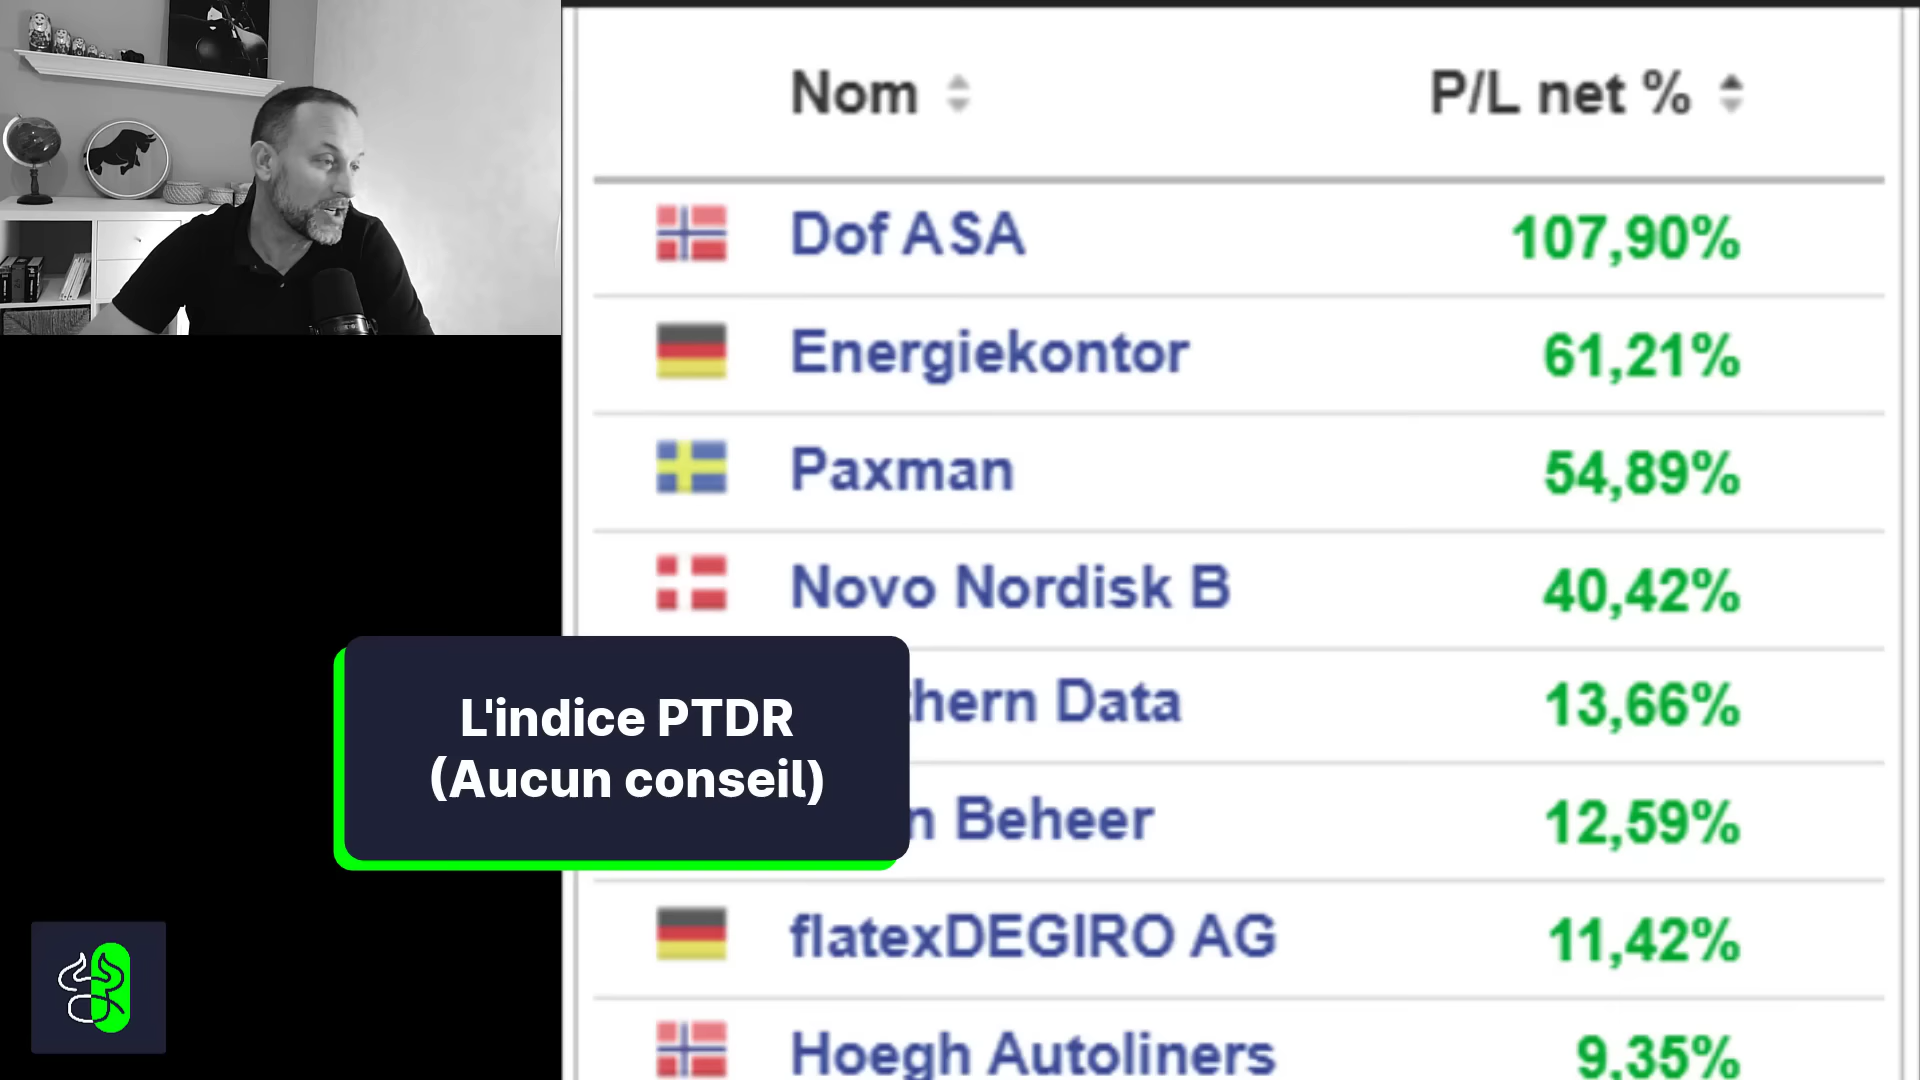 Nom P/L net %
Dof ASA 107,90%
Energiekontor 61,21%
Paxman 54,89%
Novo Nordisk B 40,42%
thern Data 13,66%
L'indice PTDR
(Aucun conseil)
n Beheer 12,59%
flatexDEGIRO AG 11,42%
Hoegh Autoliners 9,35%